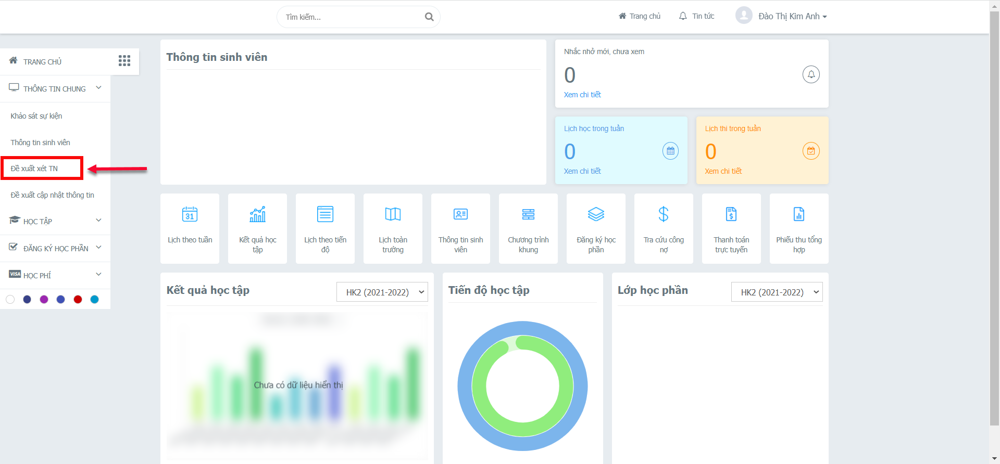 Tìm kiếm...
Trang chủ
Tin tức
Đào Thị Kim Anh
TRANG CHỦ
THÔNG TIN CHUNG
Khảo sát sự kiện
Thông tin sinh viên
Đề xuất xét TN
Đề xuất cập nhật thông tin
HỌC TẬP
ĐĂNG KÝ HỌC PHẦN
VISA
HỌC PHÍ
Thông tin sinh viên
Nhắc nhở mới, chưa xem
0
Xem chi tiết
Lịch học trong tuần
0
Xem chi tiết
Lịch thi trong tuần
0
Xem chi tiết
31
Lịch theo tuần
Kết quả học
tập
Lịch theo tiến
độ
Lịch toàn
trường
Thông tin sinh
viên
Chương trình
khung
Đăng ký học
phần
$
Tra cứu công
nợ
$
Thanh toán
trực tuyến
Phiếu thu tổng
hợp
Kết quả học tập
HK2 (2021-2022)
Chưa có dữ liệu hiển thị
Tiến độ học tập
Lớp học phần
HK2 (2021-2022)